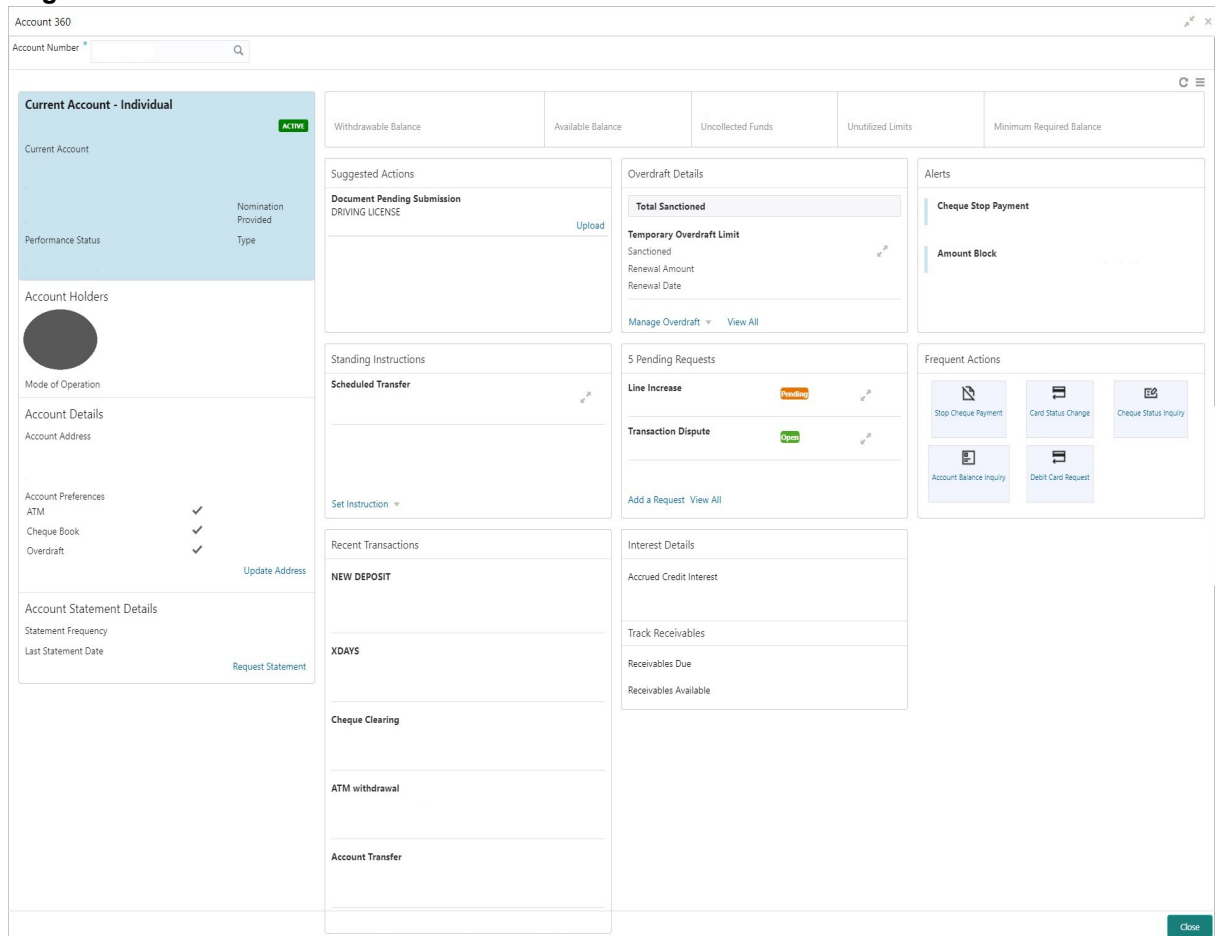 Account 360
Account Number *
Current Account - Individual
ACTIVE
Current Account
Nomination
Provided
Performance Status
Type
Account Holders
Mode of Operation
Account Details
Account Address
Account Preferences
ATM
Cheque Book
Overdraft
Update Address
Account Statement Details
Statement Frequency
Last Statement Date
Request Statement
Withdrawable Balance
Available Balance
Uncollected Funds
Unutilized Limits
Minimum Required Balance
Suggested Actions
Document Pending Submission
DRIVING LICENSE
Upload
Overdraft Details
Total Sanctioned
Temporary Overdraft Limit
Sanctioned
Renewal Amount
Renewal Date
Manage Overdraft
View All
Alerts
Cheque Stop Payment
Amount Block
Standing Instructions
Scheduled Transfer
Set Instruction
5 Pending Requests
Line Increase
Pending
Transaction Dispute
Open
Add a Request View All
Frequent Actions
Stop Cheque Payment
Card Status Change
Cheque Status Inquiry
Account Balance Inquiry
Debit Card Request
Recent Transactions
NEW DEPOSIT
XDAYS
Cheque Clearing
ATM withdrawal
Account Transfer
Interest Details
Accrued Credit Interest
Track Receivables
Receivables Due
Receivables Available
Close